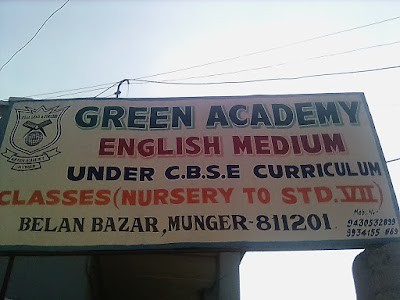 GREEN ACADEMY
ENGLISH MEDIUM
UNDER C.B.S.E CURRICULUM
CLASSES (NURSERY TO STD. VII)
BELAN BAZAR, MUNGER-811201